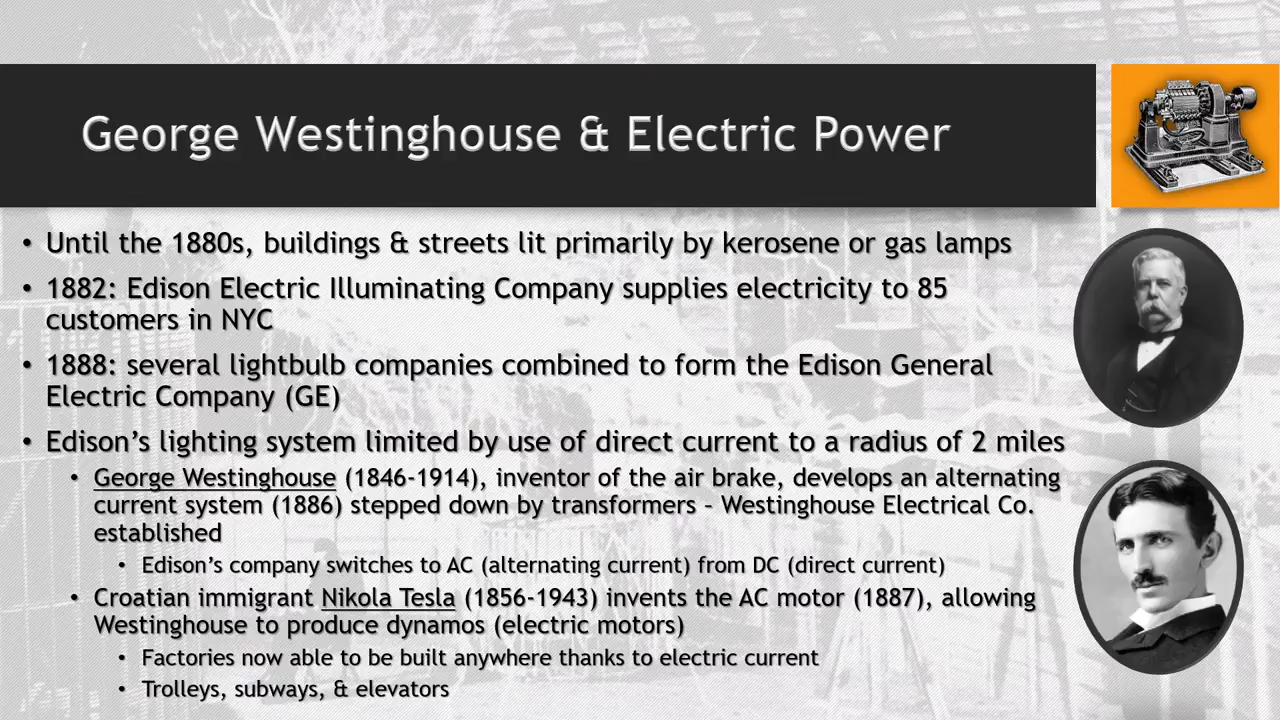 George Westinghouse & Electric Power
• Until the 1880s, buildings & streets lit primarily by kerosene or gas lamps
• 1882: Edison Electric Illuminating Company supplies electricity to 85
customers in NYC
• 1888: several lightbulb companies combined to form the Edison General
Electric Company (GE)
• Edison’s lighting system limited by use of direct current to a radius of 2 miles
• George Westinghouse (1846-1914), inventor of the air brake, develops an alternating
current system (1886) stepped down by transformers – Westinghouse Electrical Co.
established
• Edison’s company switches to AC (alternating current) from DC (direct current)
• Croatian immigrant Nikola Tesla (1856-1943) invents the AC motor (1887), allowing
Westinghouse to produce dynamos (electric motors)
• Factories now able to be built anywhere thanks to electric current
• Trolleys, subways, & elevators